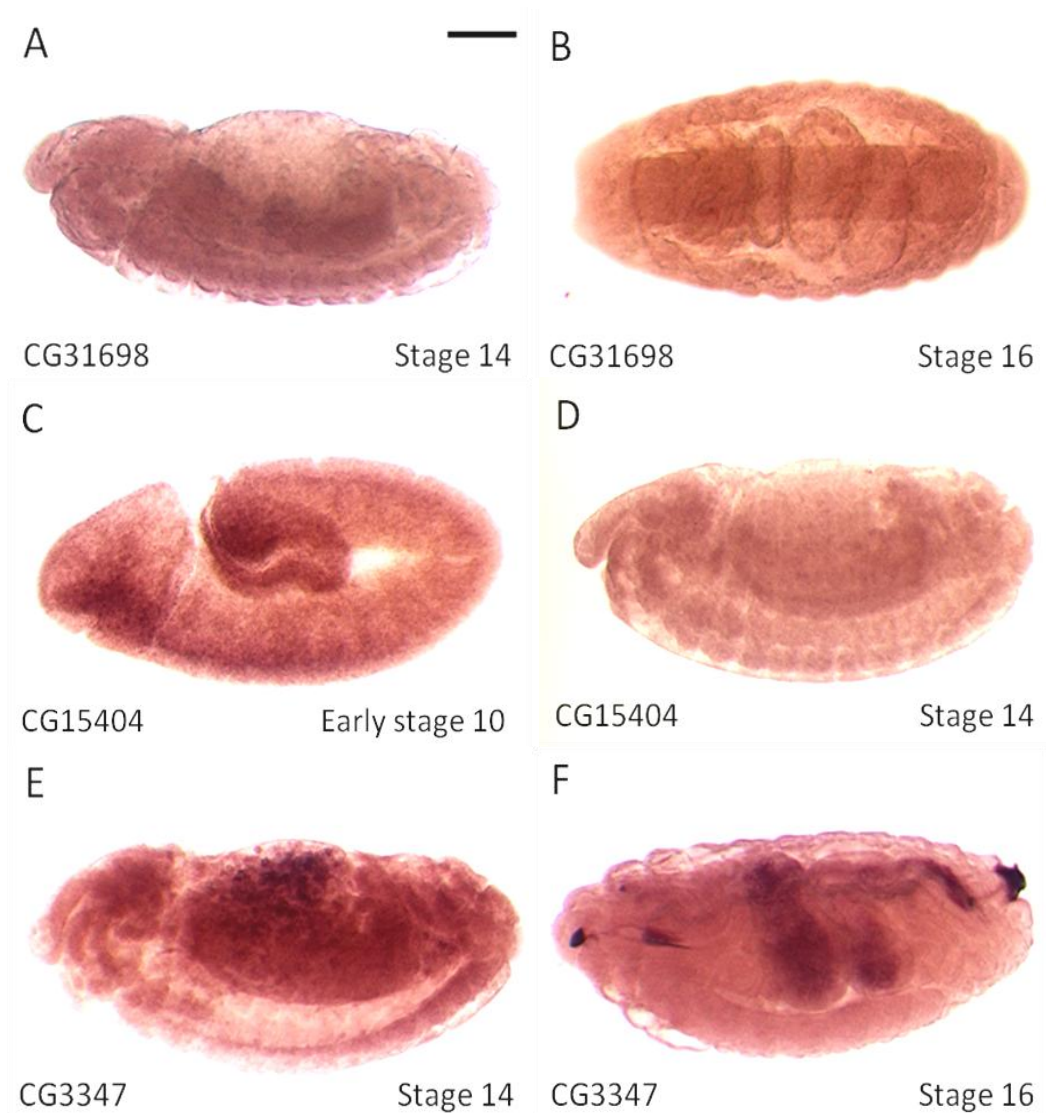 A
B
CG31698 Stage 14
CG31698 Stage 16
C
D
CG15404 Early stage 10
CG15404 Stage 14
E
F
CG3347 Stage 14
CG3347 Stage 16